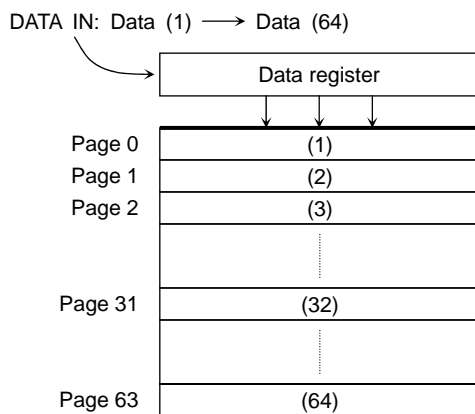 DATA IN: Data (1) Data (64)
Data register
Page 0 (1)
Page 1 (2)
Page 2 (3)
Page 31 (32)
Page 63 (64)